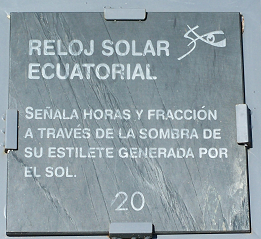 RELOJ SOLAR
ECUATORIAL
SEÑALA HORAS Y FRACCIÓN
A TRAVÉS DE LA SOMBRA DE
SU ESTILETE GENERADA POR
EL SOL.
20